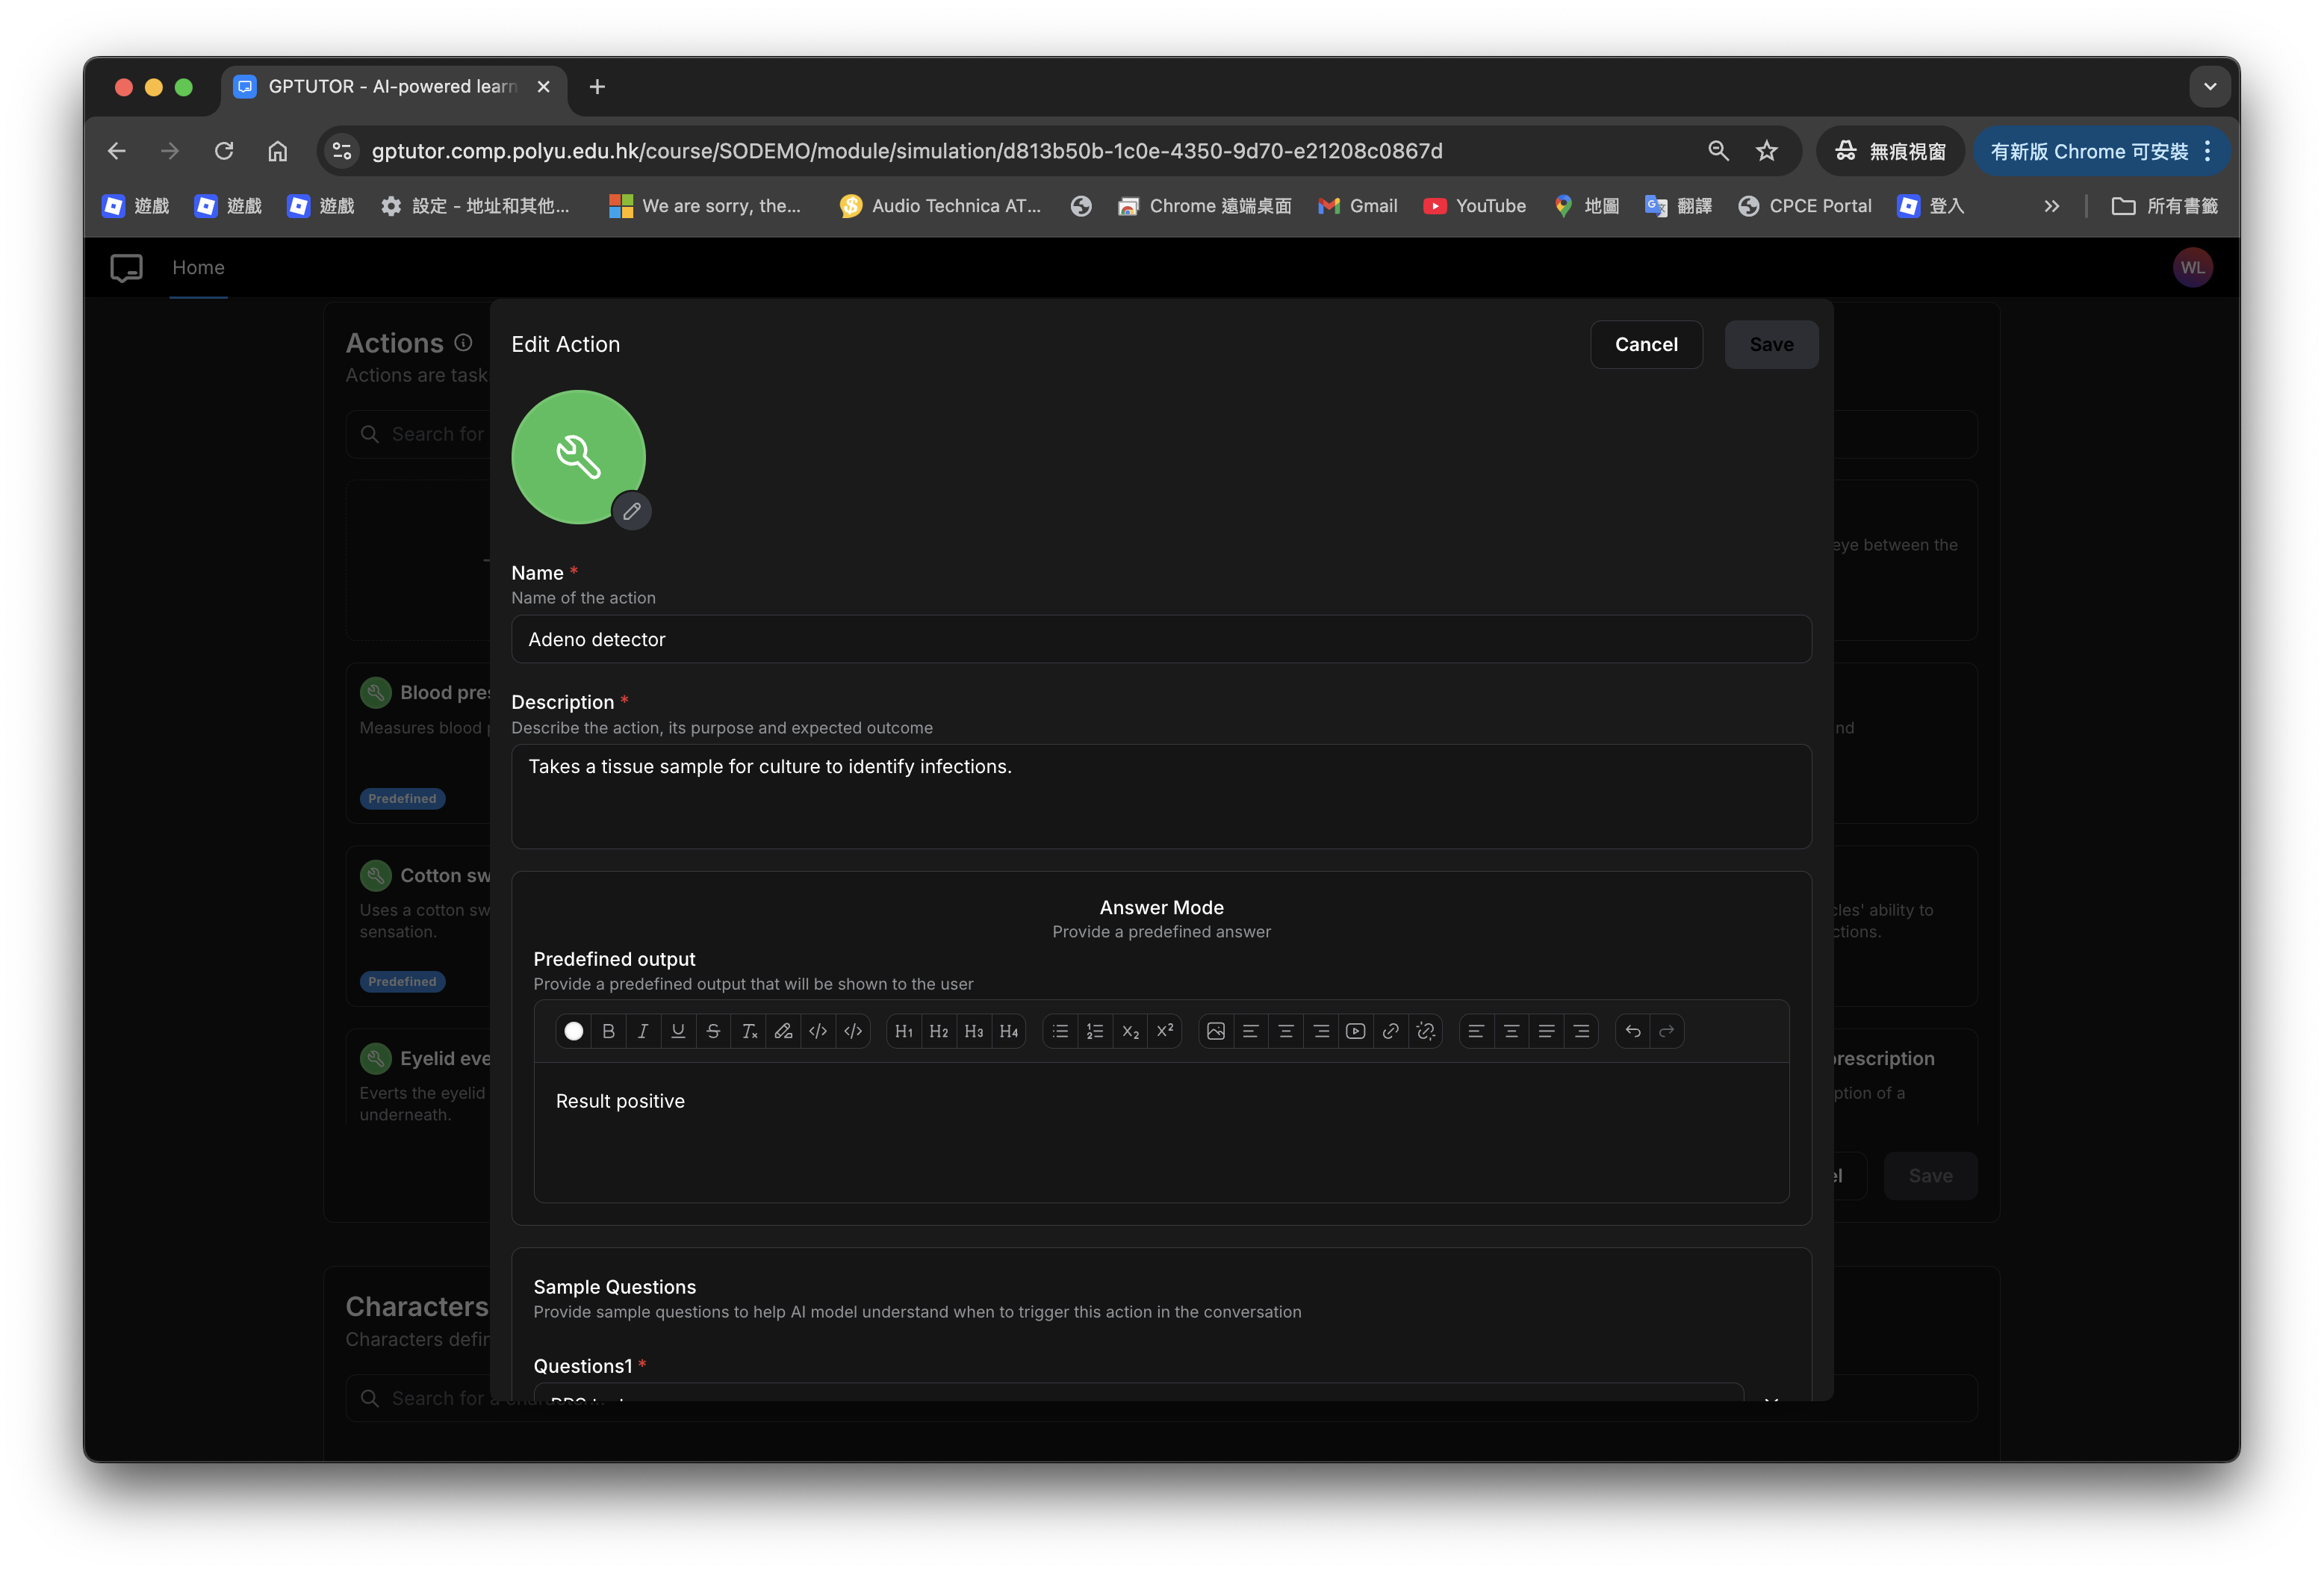 GPTUTOR - AI-powered learn
gptutor.comp.polyu.edu.hk/course/SODEMO/module/simulation/d813b50b-1c0e-4350-9d70-e21208c0867d
無痕視窗
有新版 Chrome 可安裝
遊戲
遊戲
遊戲
設定 - 地址和其他...
We are sorry, the...
Audio Technica AT...
Chrome 遠端桌面
Gmail
YouTube
地圖
翻譯
CPCE Portal
登入
所有書籤
Home
WL
Actions
Actions are task
Search for
Edit Action
Cancel
Save
eye between the
Name *
Name of the action
Adeno detector
Blood pres
Measures blood
Predefined
nd
Description *
Describe the action, its purpose and expected outcome
Takes a tissue sample for culture to identify infections.
Cotton sw
Uses a cotton sw
sensation.
Predefined
cles' ability to
ctions.
Answer Mode
Provide a predefined answer
Predefined output
Provide a predefined output that will be shown to the user
B I U S Tx </> </> H1 H2 H3 H4 X2 X2
Result positive
Eyelid eve
Everts the eyelid
underneath.
prescription
ption of a
el
Save
Sample Questions
Provide sample questions to help AI model understand when to trigger this action in the conversation
Questions1 *
Characters
Characters defin
Search for a character...